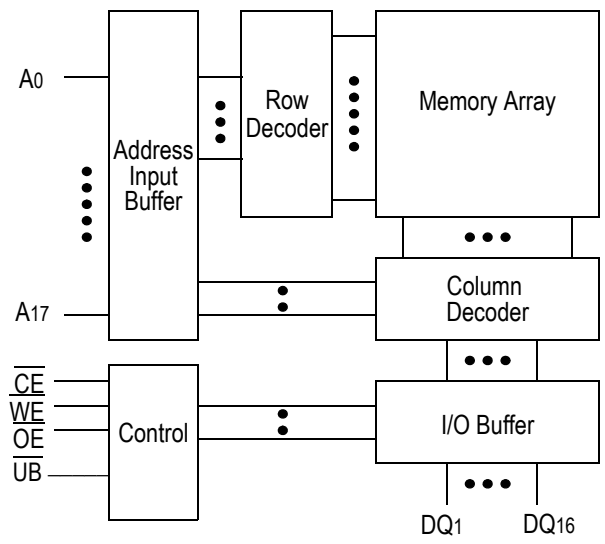 A0
Address
Input
Buffer
Row
Decoder
Memory Array
A17
Column
Decoder
CE
WE
OE
UB
Control
I/O Buffer
DQ1
DQ16